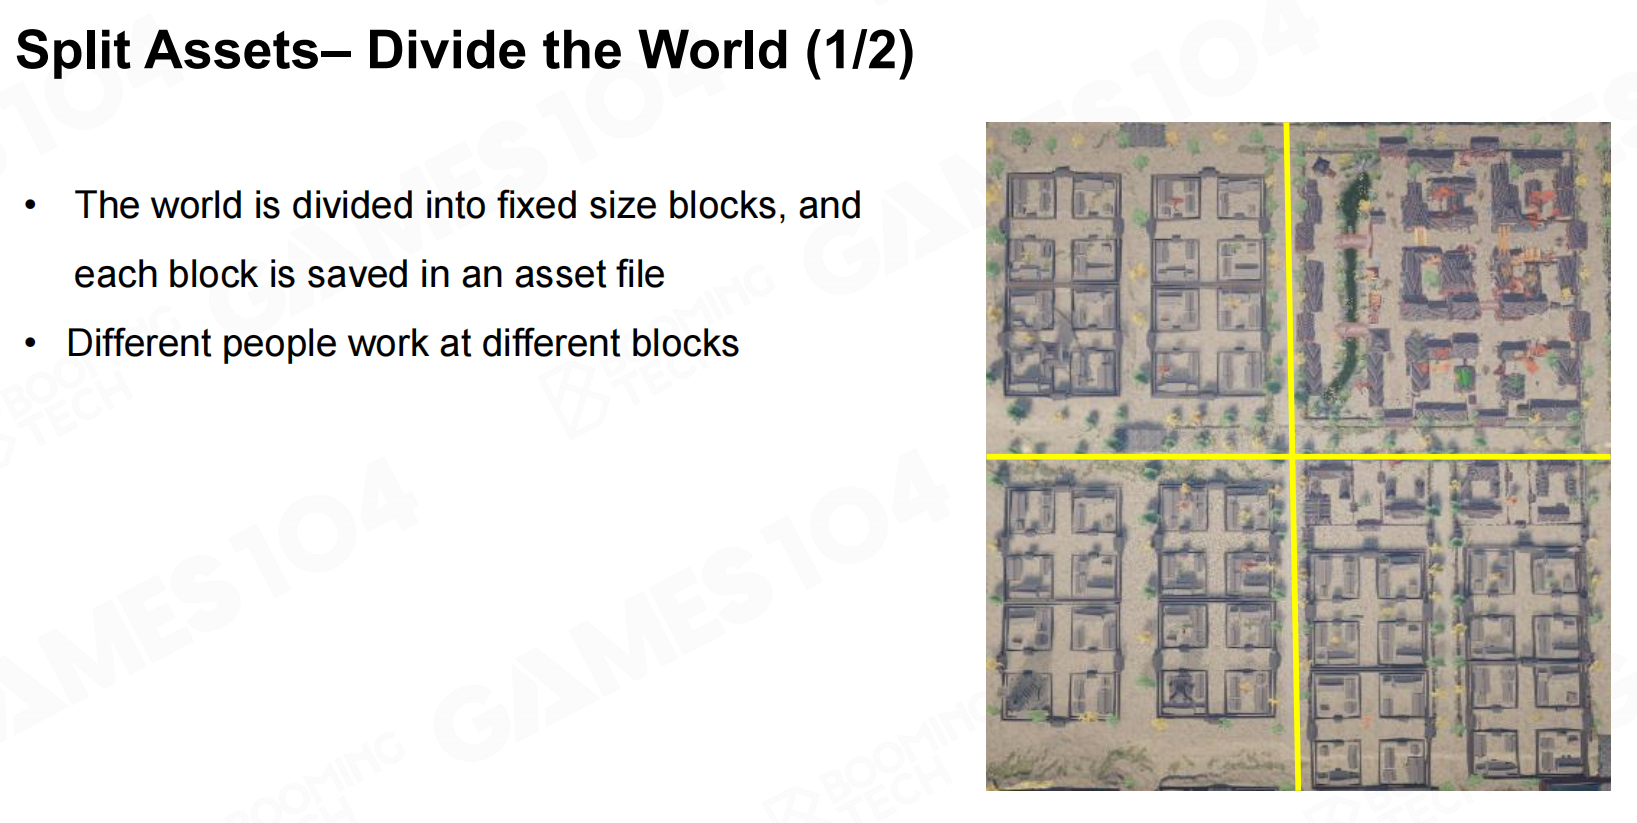 Split Assets– Divide the World (1/2)
• The world is divided into fixed size blocks, and
each block is saved in an asset file
• Different people work at different blocks
GAMES104
BOOMING
TECH